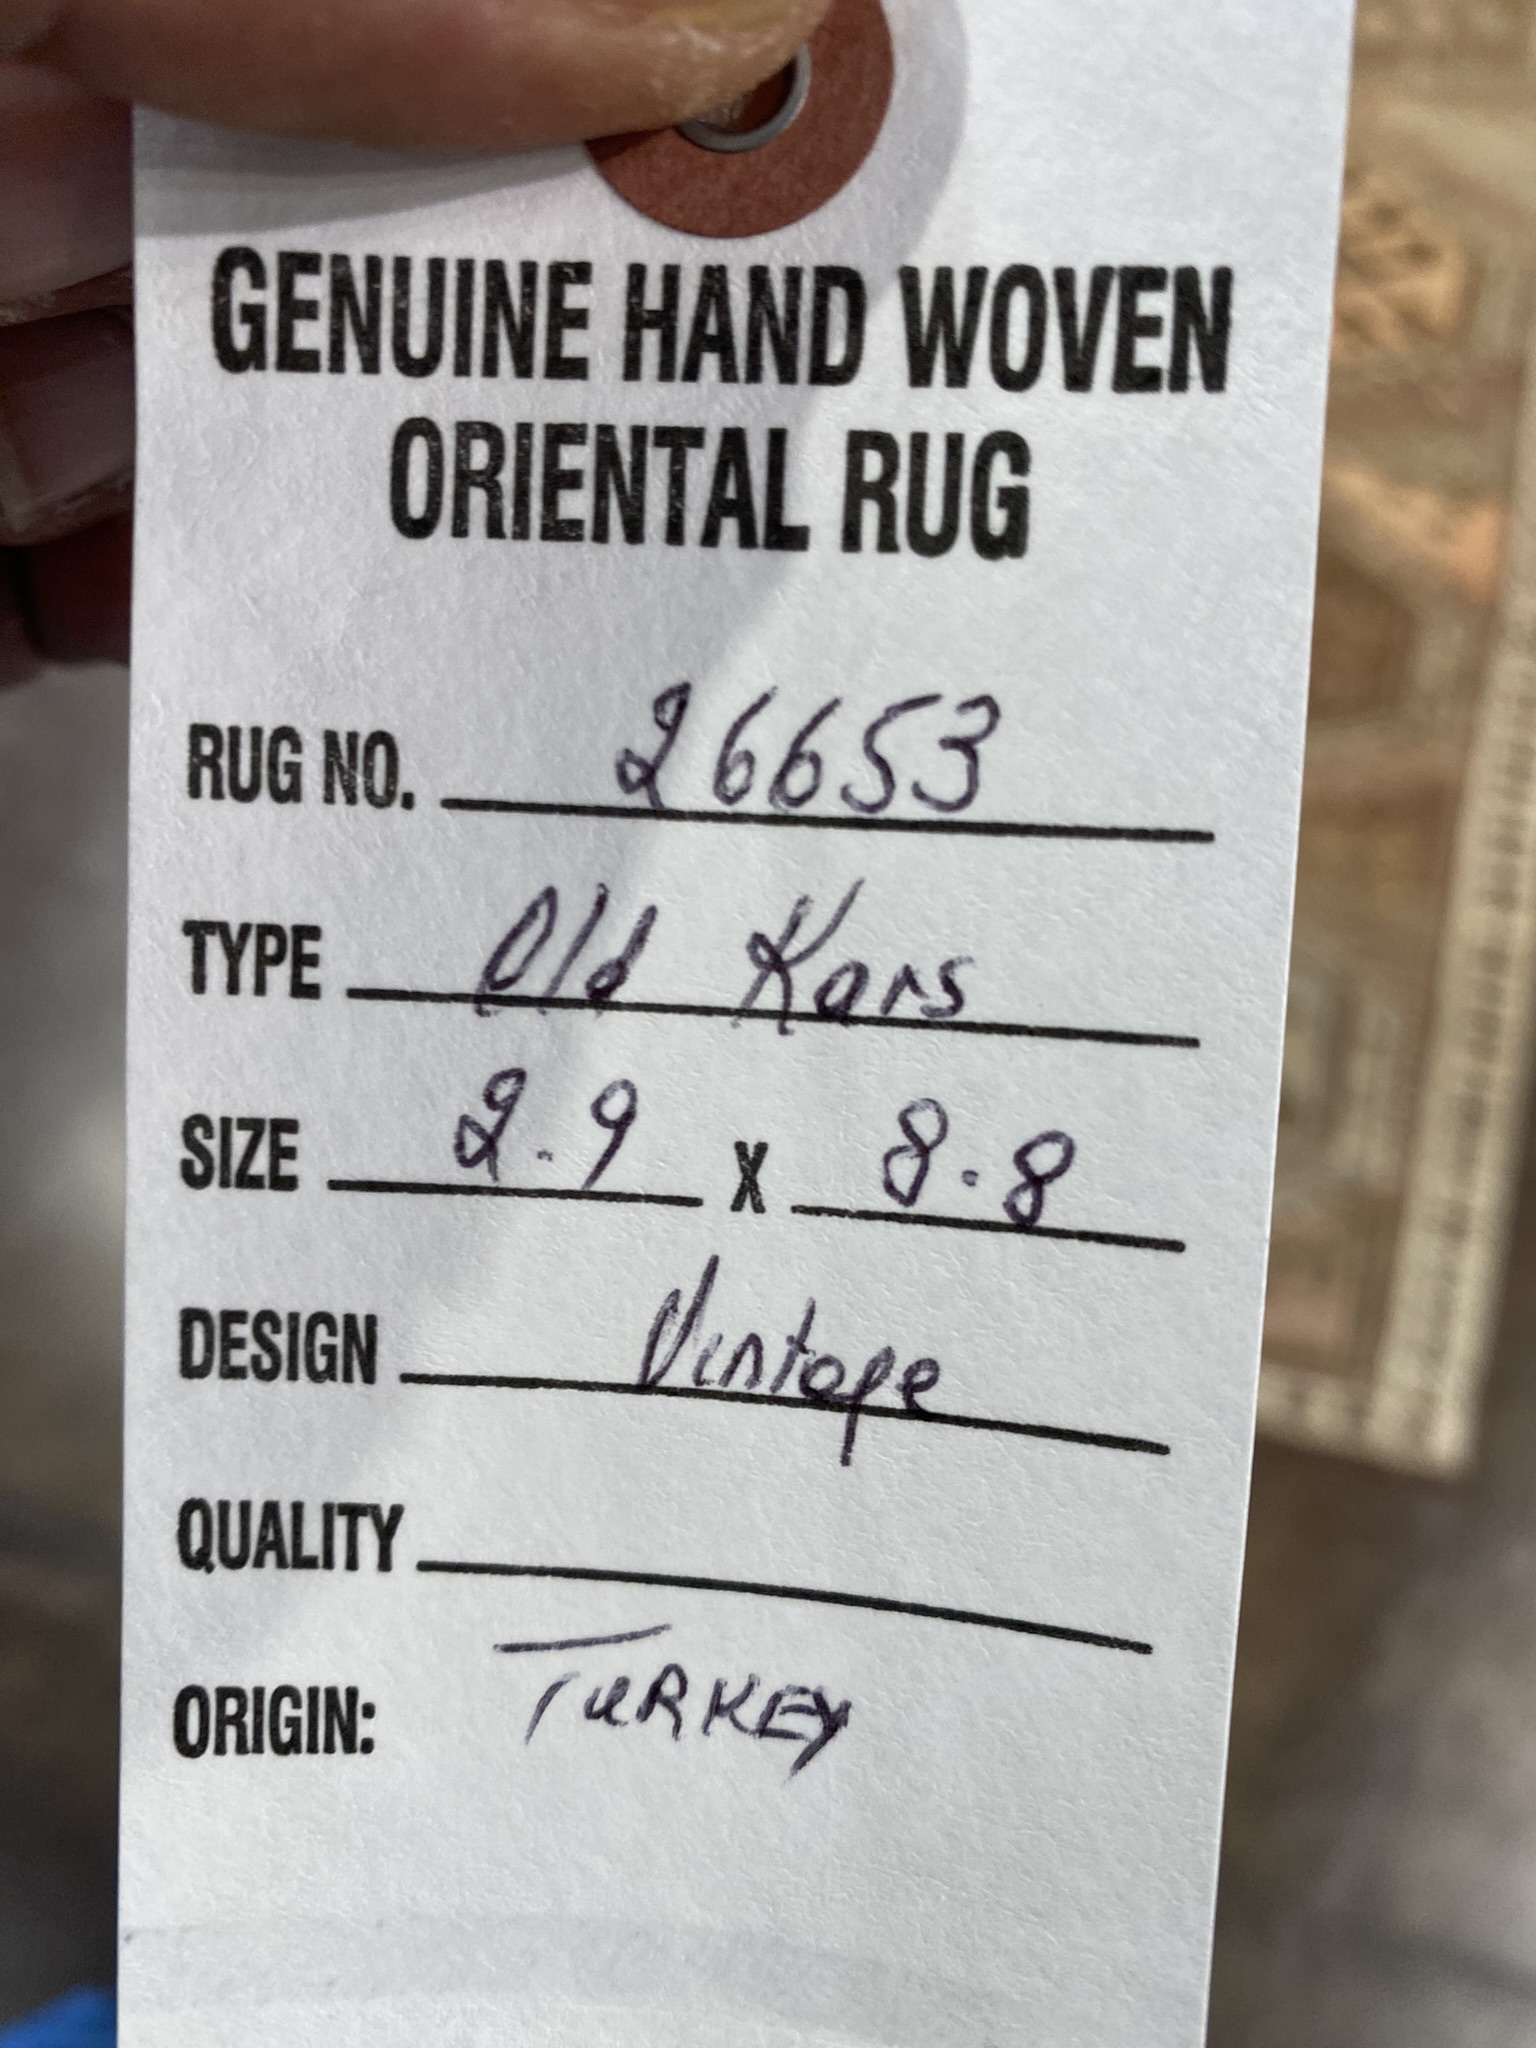 GENUINE HAND WOVEN
ORIENTAL RUG
RUG NO. 26653
TYPE Old Kars
SIZE 2.9 X 8.8
DESIGN Vintage
QUALITY
ORIGIN: TURKEY